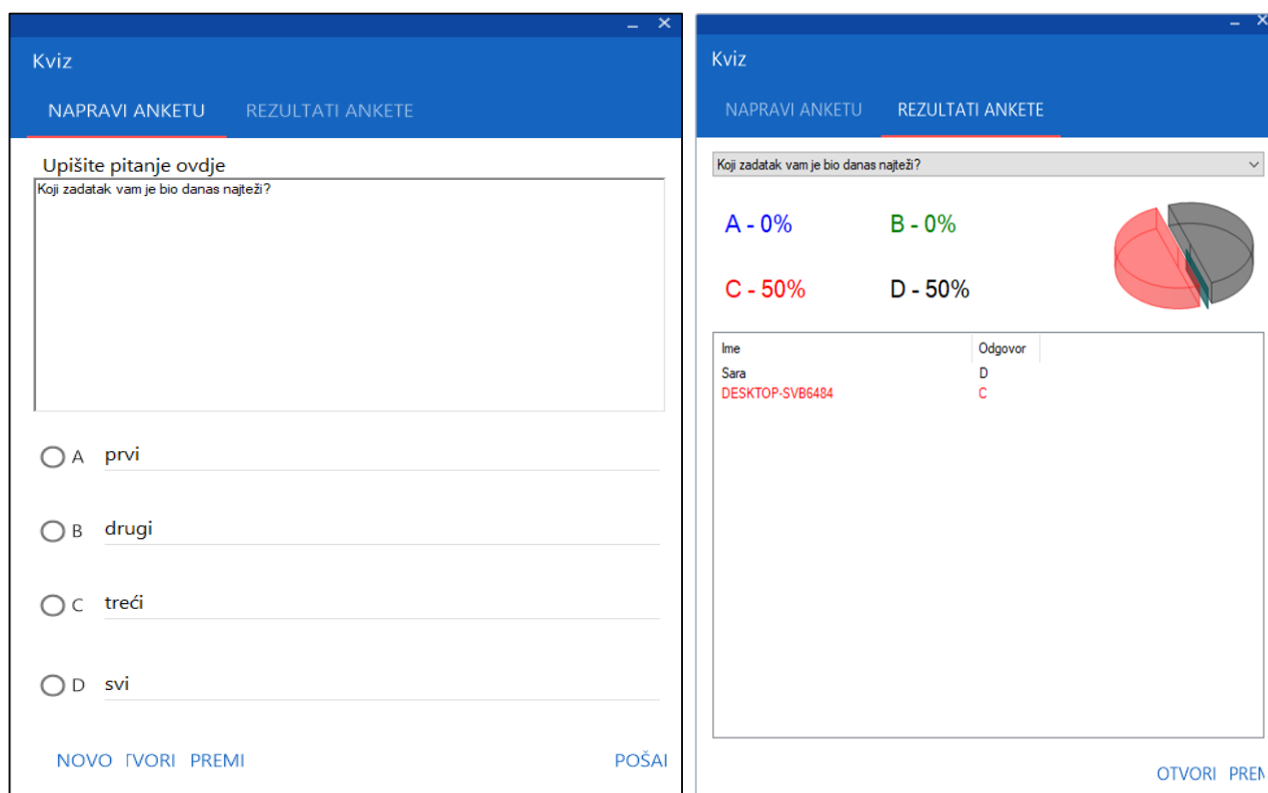 Kviz
NAPRAVI ANKETU REZULTATI ANKETE
Upišite pitanje ovdje
Koji zadatak vam je bio danas najteži?
A prvi
B drugi
C treći
D svi
NOVO TVORI PREMI POŠAI
Kviz
NAPRAVI ANKETU REZULTATI ANKETE
Koji zadatak vam je bio danas najteži?
A - 0% B - 0%
C - 50% D - 50%
Ime Odgovor
Sara D
DESKTOP-SVB6484 C
OTVORI PREM